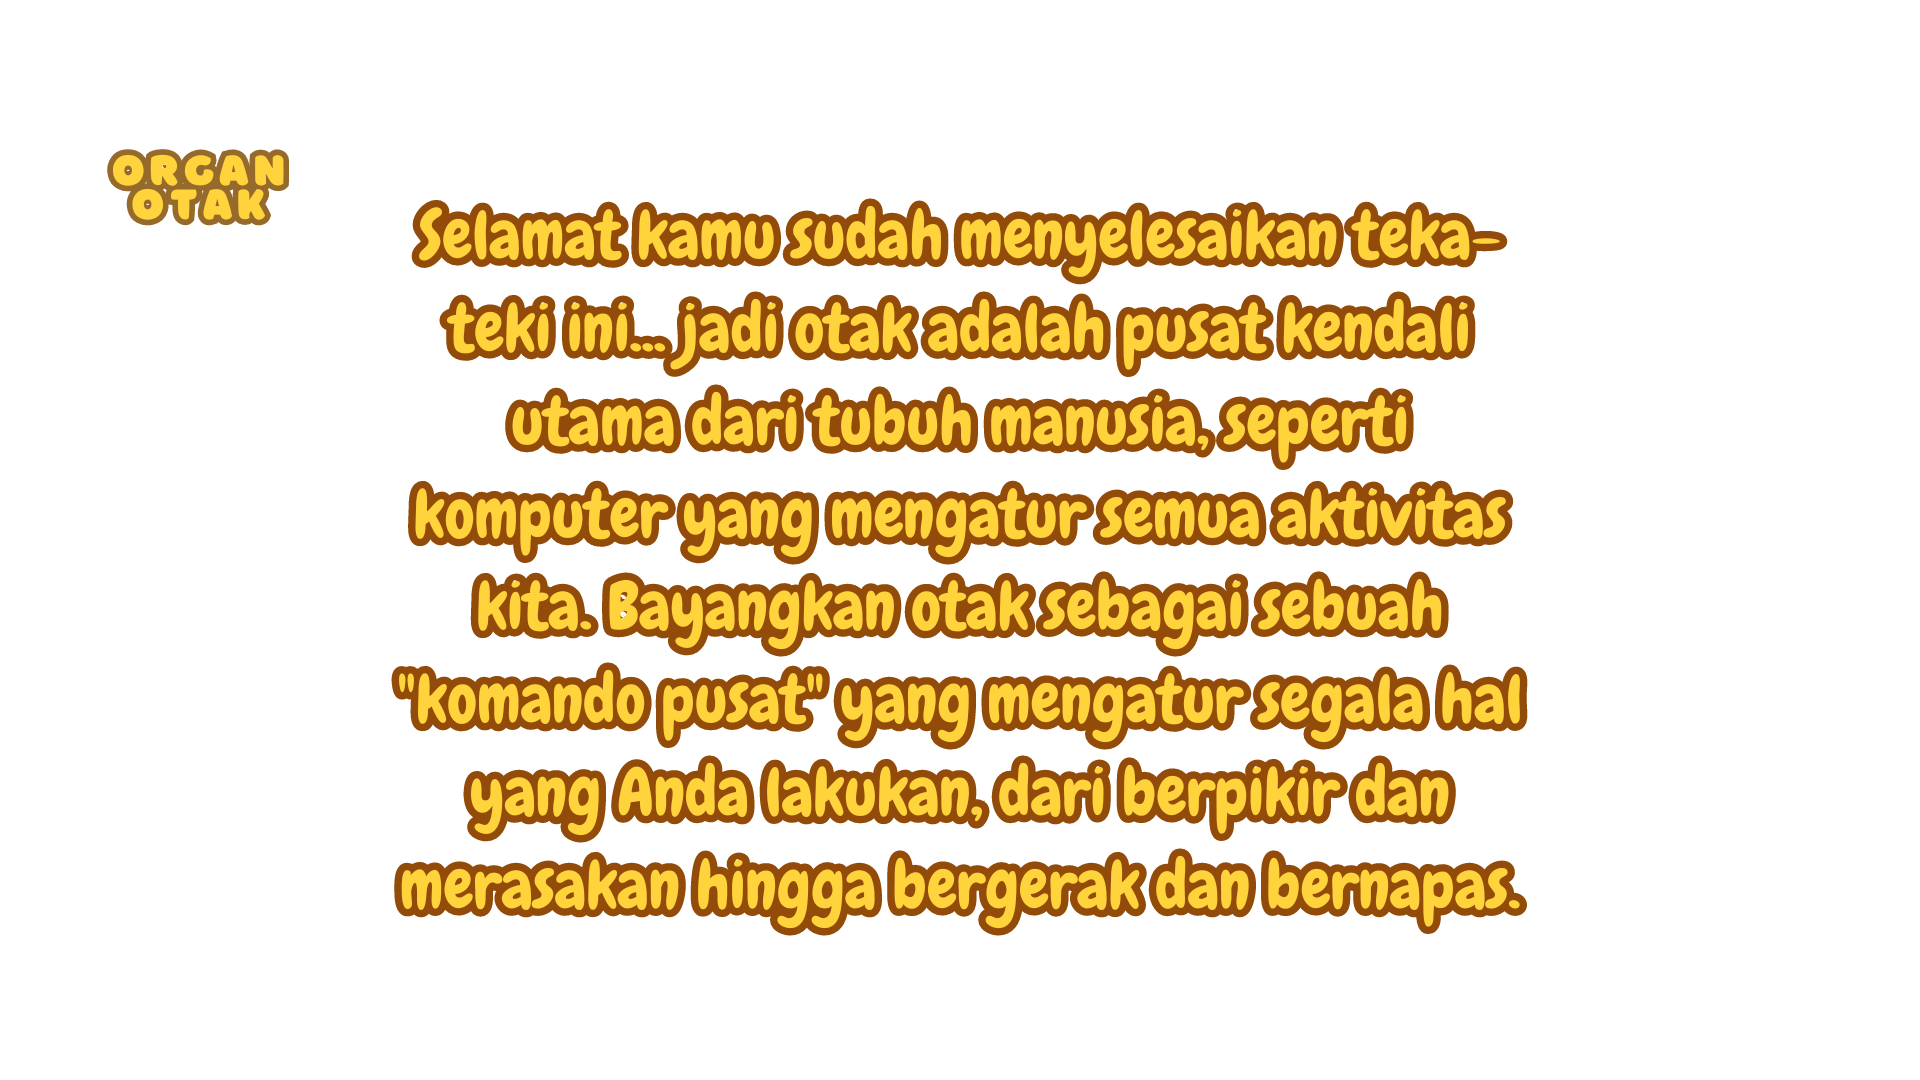 ORGAN
OTAK
Selamat kamu sudah menyelesaikan teka-
teki ini... jadi otak adalah pusat kendali
utama dari tubuh manusia, seperti
komputer yang mengatur semua aktivitas
kita. Bayangkan otak sebagai sebuah
"komando pusat" yang mengatur segala hal
yang Anda lakukan, dari berpikir dan
merasakan hingga bergerak dan bernapas.